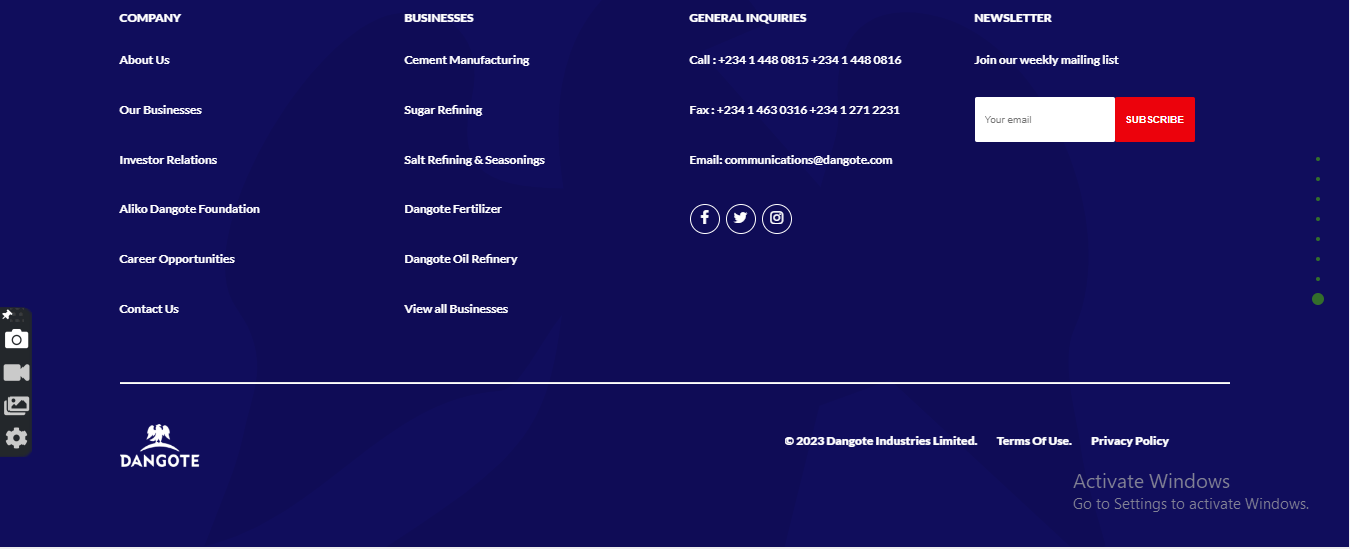 COMPANY
About Us
Our Businesses
Investor Relations
Aliko Dangote Foundation
Career Opportunities
Contact Us
BUSINESSES
Cement Manufacturing
Sugar Refining
Salt Refining & Seasonings
Dangote Fertilizer
Dangote Oil Refinery
View all Businesses
GENERAL INQUIRIES
Call : +234 1 448 0815 +234 1 448 0816
Fax : +234 1 463 0316 +234 1 271 2231
Email: communications@dangote.com
NEWSLETTER
Join our weekly mailing list
Your email
SUBSCRIBE
DANGOTE
© 2023 Dangote Industries Limited. Terms Of Use. Privacy Policy
Activate Windows
Go to Settings to activate Windows.